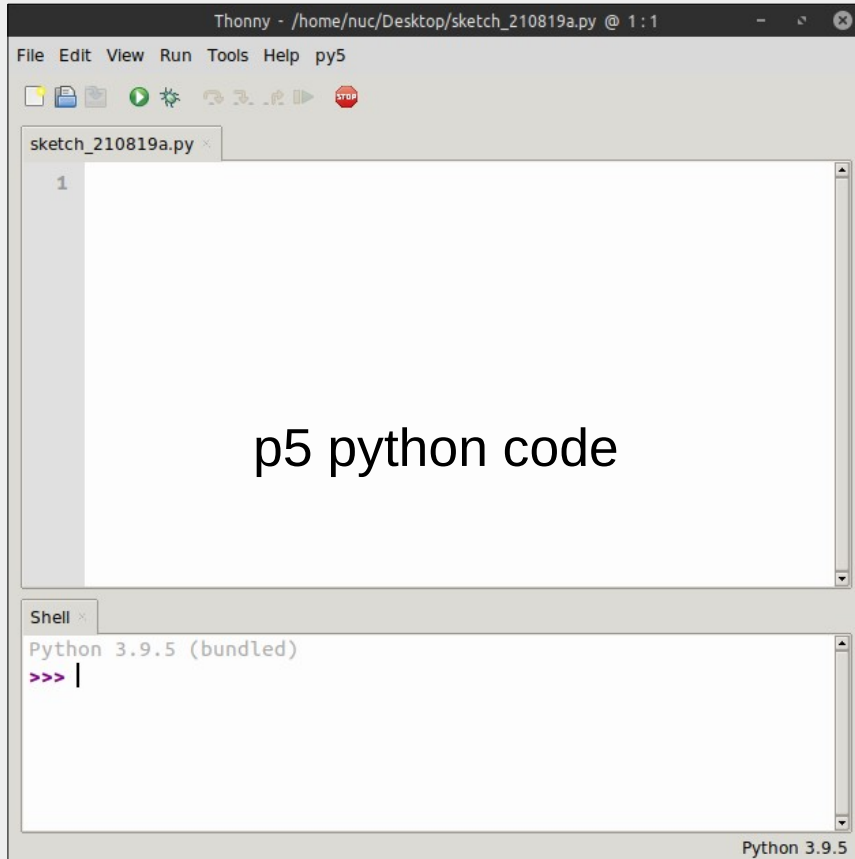 Thonny - /home/nuc/Desktop/sketch_210819a.py @ 1 : 1
File Edit View Run Tools Help py5
STOP
sketch_210819a.py
1
p5 python code
Shell
Python 3.9.5 (bundled)
>>>
Python 3.9.5